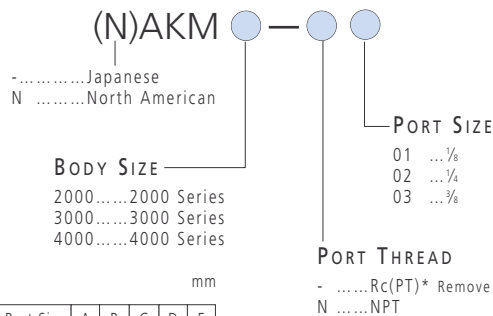 (N)AKM —
-............Japanese
N .........North American
PORT SIZE
01 ...⅛
02 ...¼
03 ...⅜
BODY SIZE
2000......2000 Series
3000......3000 Series
4000......4000 Series
PORT THREAD
- ......Rc(PT)* Remove
N ......NPT
mm
Port Size A B C D E